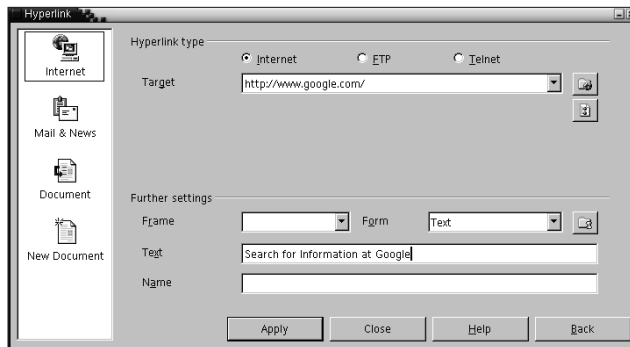 Hyperlink
Internet
Mail & News
Document
New Document
Hyperlink type
Internet FTP Telnet
Target http://www.google.com/
Further settings
Frame Form Text
Text Search for Information at Google
Name
Apply Close Help Back